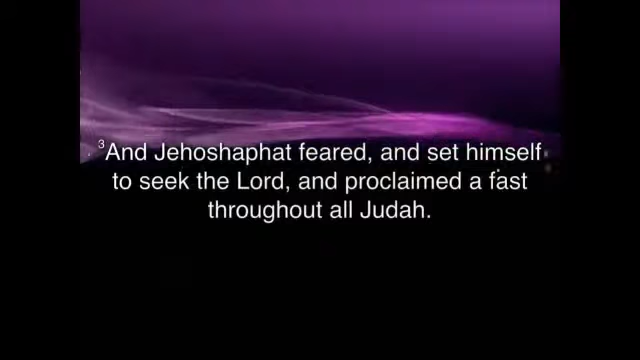 ³And Jehoshaphat feared, and set himself
to seek the Lord, and proclaimed a fast
throughout all Judah.